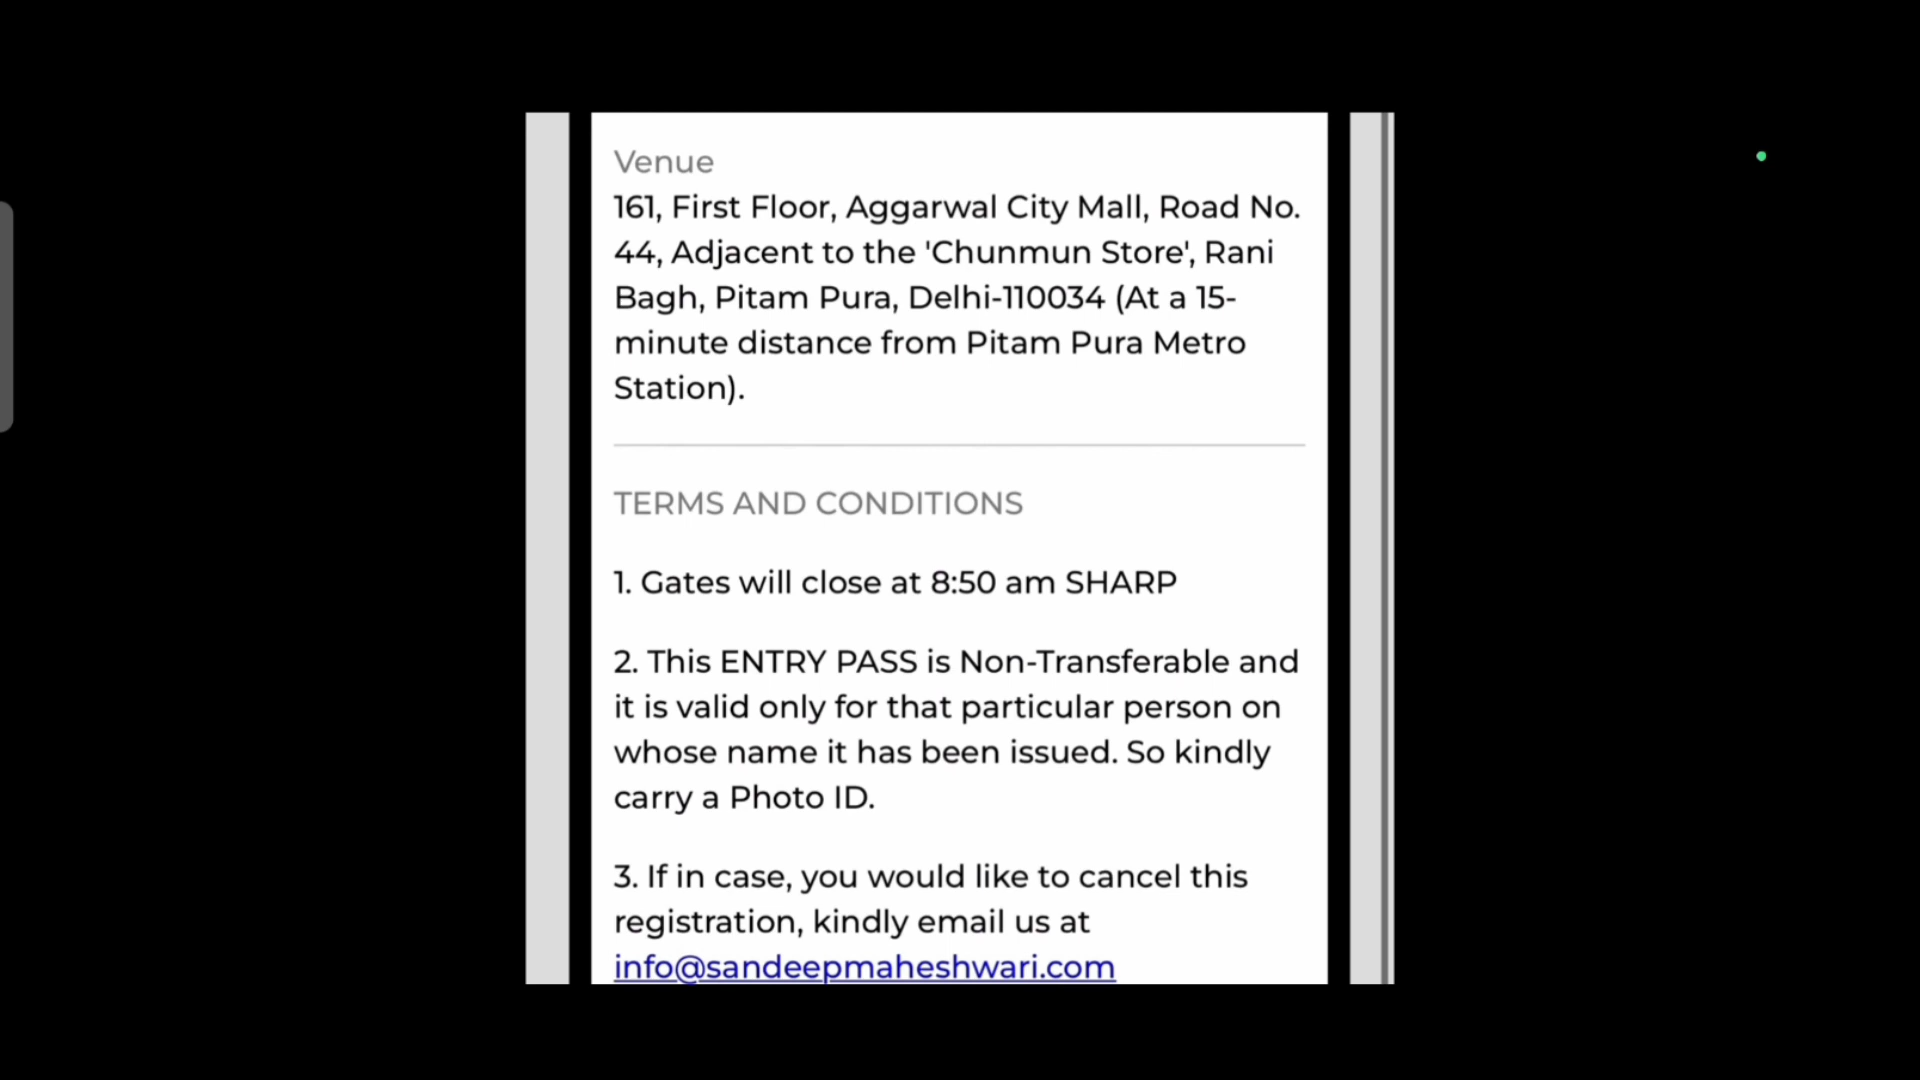 Venue
161, First Floor, Aggarwal City Mall, Road No.
44, Adjacent to the 'Chunmun Store', Rani
Bagh, Pitam Pura, Delhi-110034 (At a 15-
minute distance from Pitam Pura Metro
Station).
TERMS AND CONDITIONS
1. Gates will close at 8:50 am SHARP
2. This ENTRY PASS is Non-Transferable and
it is valid only for that particular person on
whose name it has been issued. So kindly
carry a Photo ID.
3. If in case, you would like to cancel this
registration, kindly email us at
info@sandeepmaheshwari.com